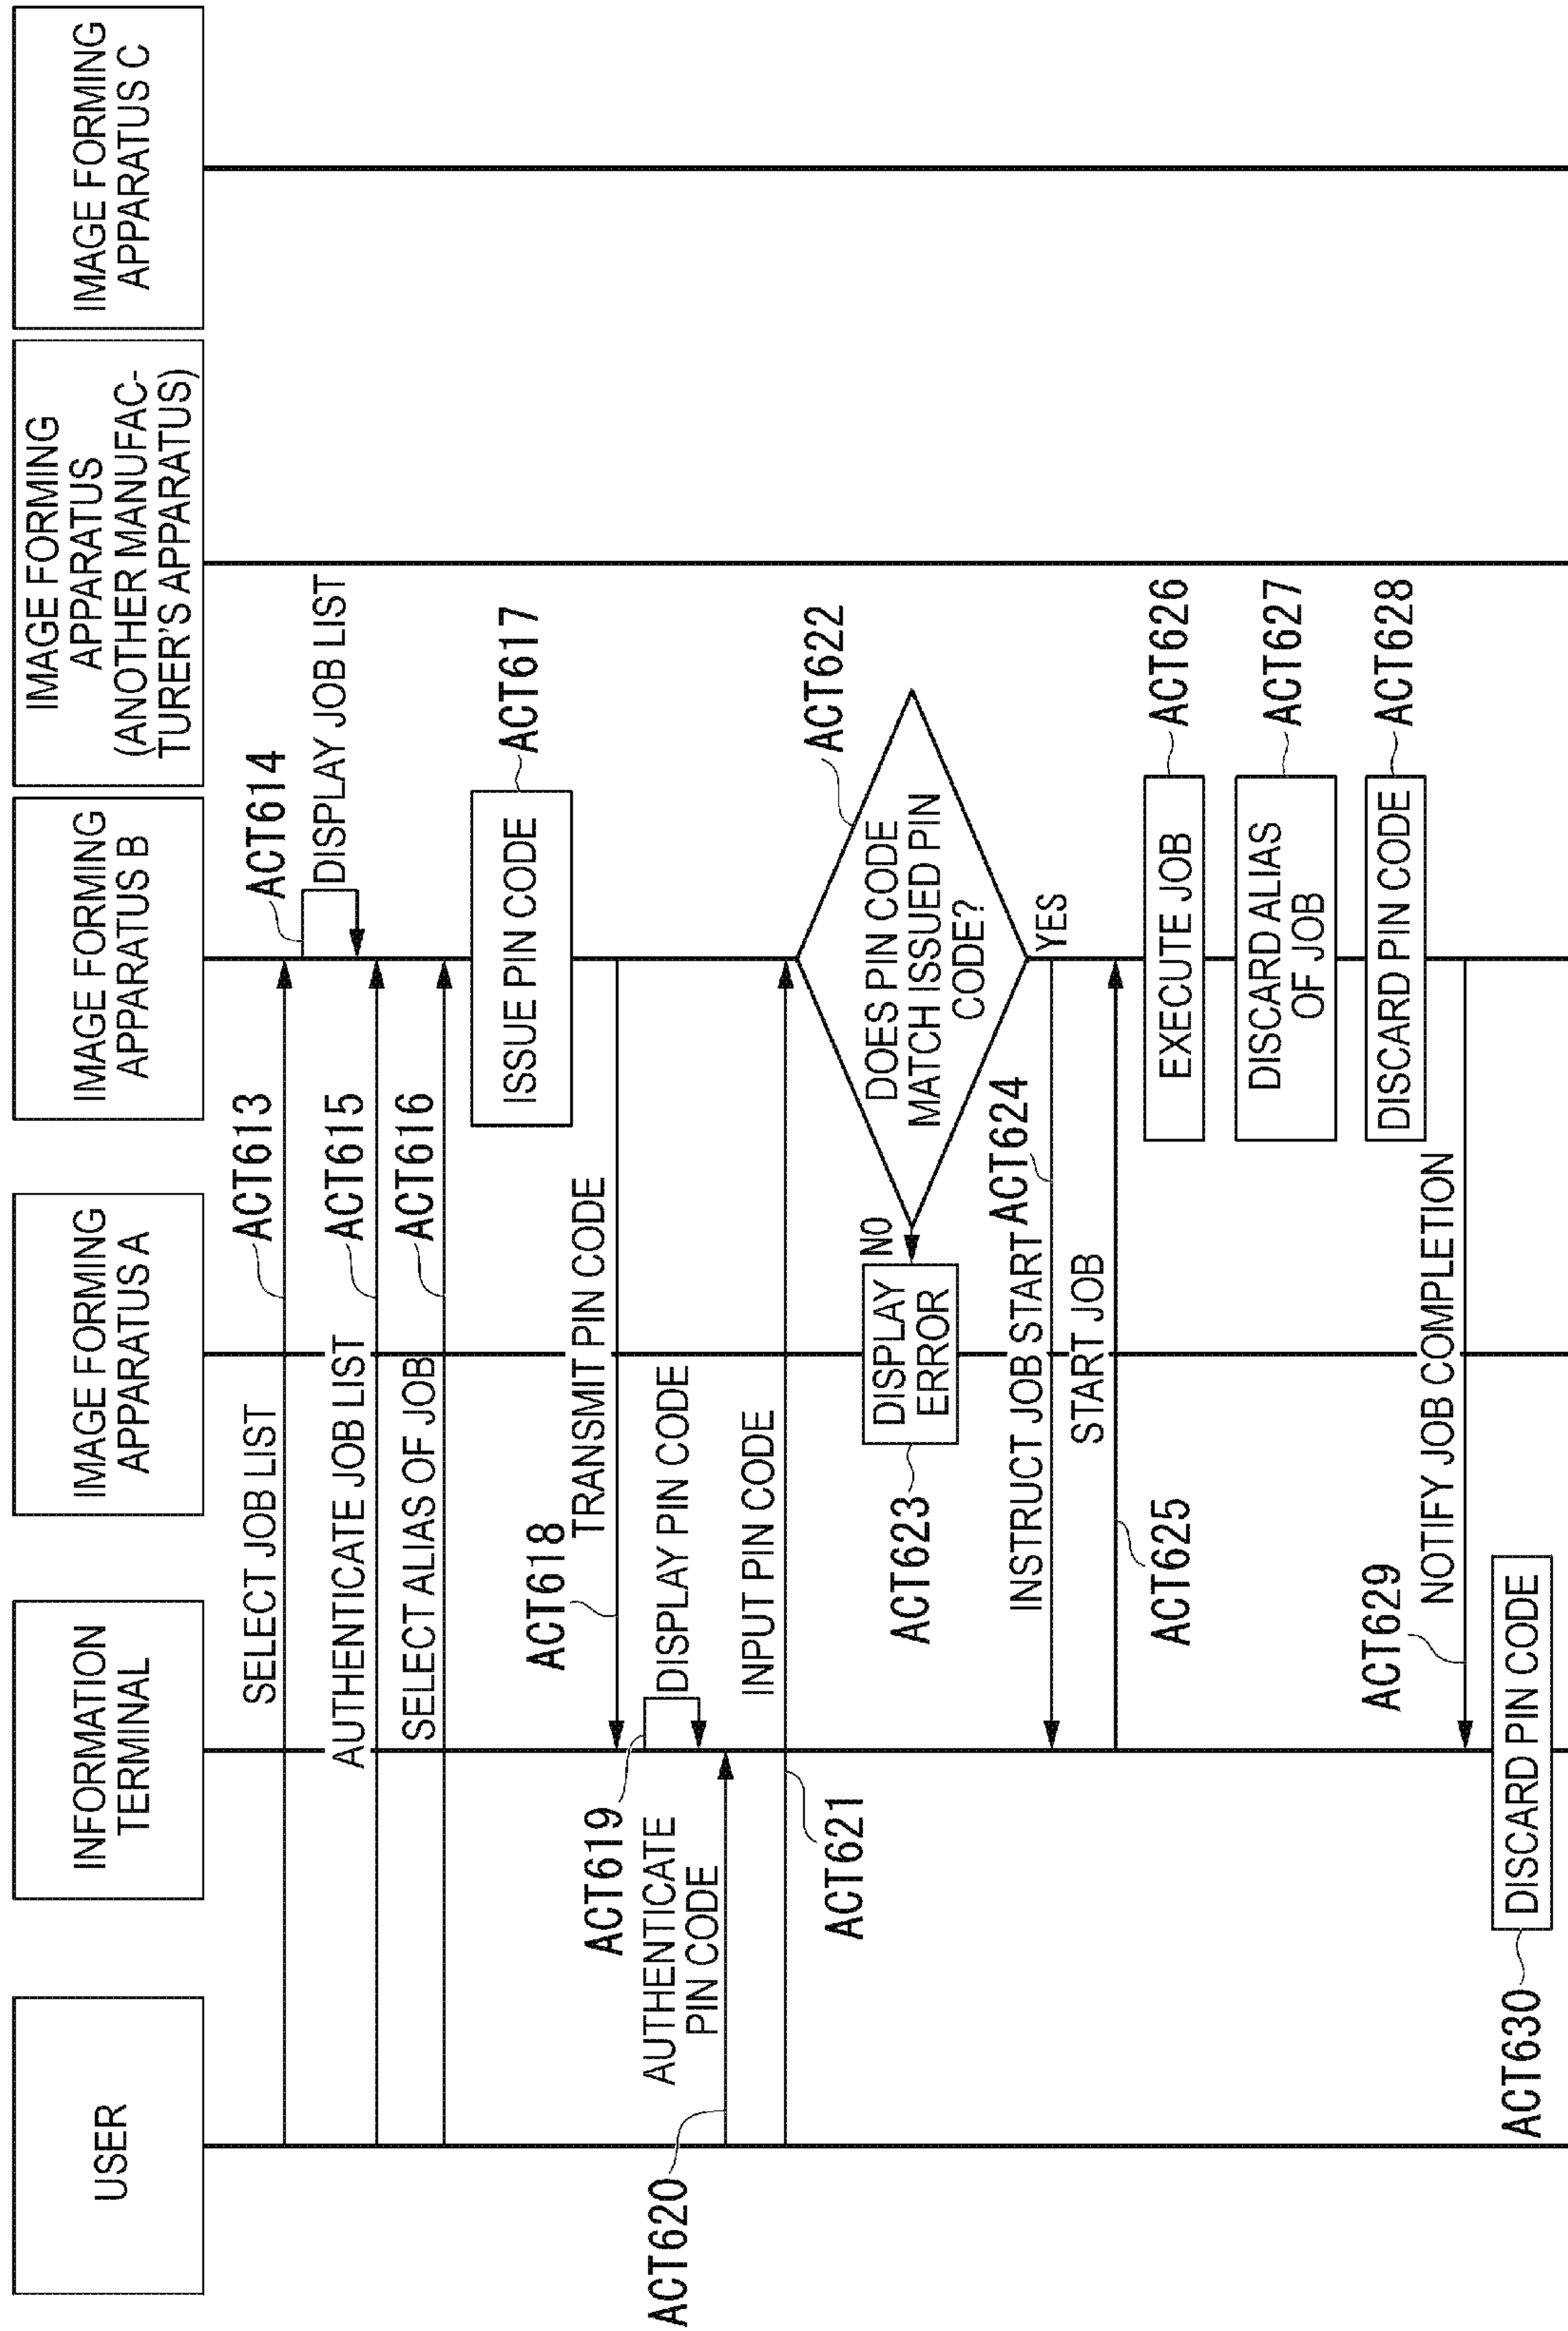 USER
INFORMATION
TERMINAL
IMAGE FORMING
APPARATUS A
IMAGE FORMING
APPARATUS B
IMAGE FORMING
APPARATUS
(ANOTHER MANUFAC-
TURER'S APPARATUS)
IMAGE FORMING
APPARATUS C
SELECT JOB LIST
ACT613
ACT614
DISPLAY JOB LIST
AUTHENTICATE JOB LIST
ACT615
SELECT ALIAS OF JOB
ACT616
ISSUE PIN CODE
ACT617
ACT618
TRANSMIT PIN CODE
ACT619
DISPLAY PIN CODE
ACT620
AUTHENTICATE
PIN CODE
INPUT PIN CODE
ACT621
DOES PIN CODE
MATCH ISSUED PIN
CODE?
ACT622
NO
YES
DISPLAY
ERROR
ACT623
INSTRUCT JOB START
ACT624
START JOB
ACT625
EXECUTE JOB
ACT626
DISCARD ALIAS
OF JOB
ACT627
DISCARD PIN CODE
ACT628
ACT629
NOTIFY JOB COMPLETION
ACT630
DISCARD PIN CODE